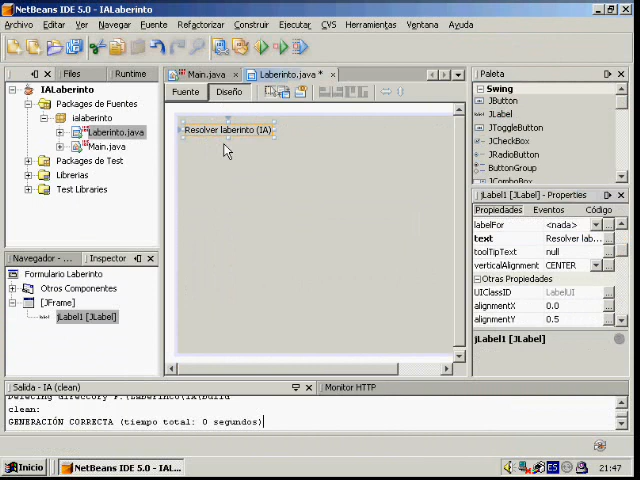 NetBeans IDE 5.0 - IALaberinto
Archivo Editar Ver Navegar Fuente Refactorizar Construir Ejecutar CVS Herramientas Ventana Ayuda
Files Runtime
IALaberinto
Packages de Fuentes
ialaberinto
Laberinto.java
Main.java
Packages de Test
Librerias
Test Libraries
Navegador - ... Inspector
Formulario Laberinto
Otros Componentes
[JFrame]
jLabel1 [JLabel]
Main.java Laberinto.java *
Fuente Diseño
Resolver laberinto (IA)
Paleta
Swing
JButton
JLabel
JToggleButton
JCheckBox
JRadioButton
ButtonGroup
jLabel1 [JLabel] - Properties
Propiedades Eventos Código
labelFor <nada>
text Resolver lab...
toolTipText null
verticalAlignment CENTER
Otras Propiedades
UIClassID LabelUI
alignmentX 0.0
alignmentY 0.5
jLabel1 [JLabel]
Salida - IA (clean) Monitor HTTP
clean:
GENERACIÓN CORRECTA (tiempo total: 0 segundos)
Inicio NetBeans IDE 5.0 - IAL... ES 21:47